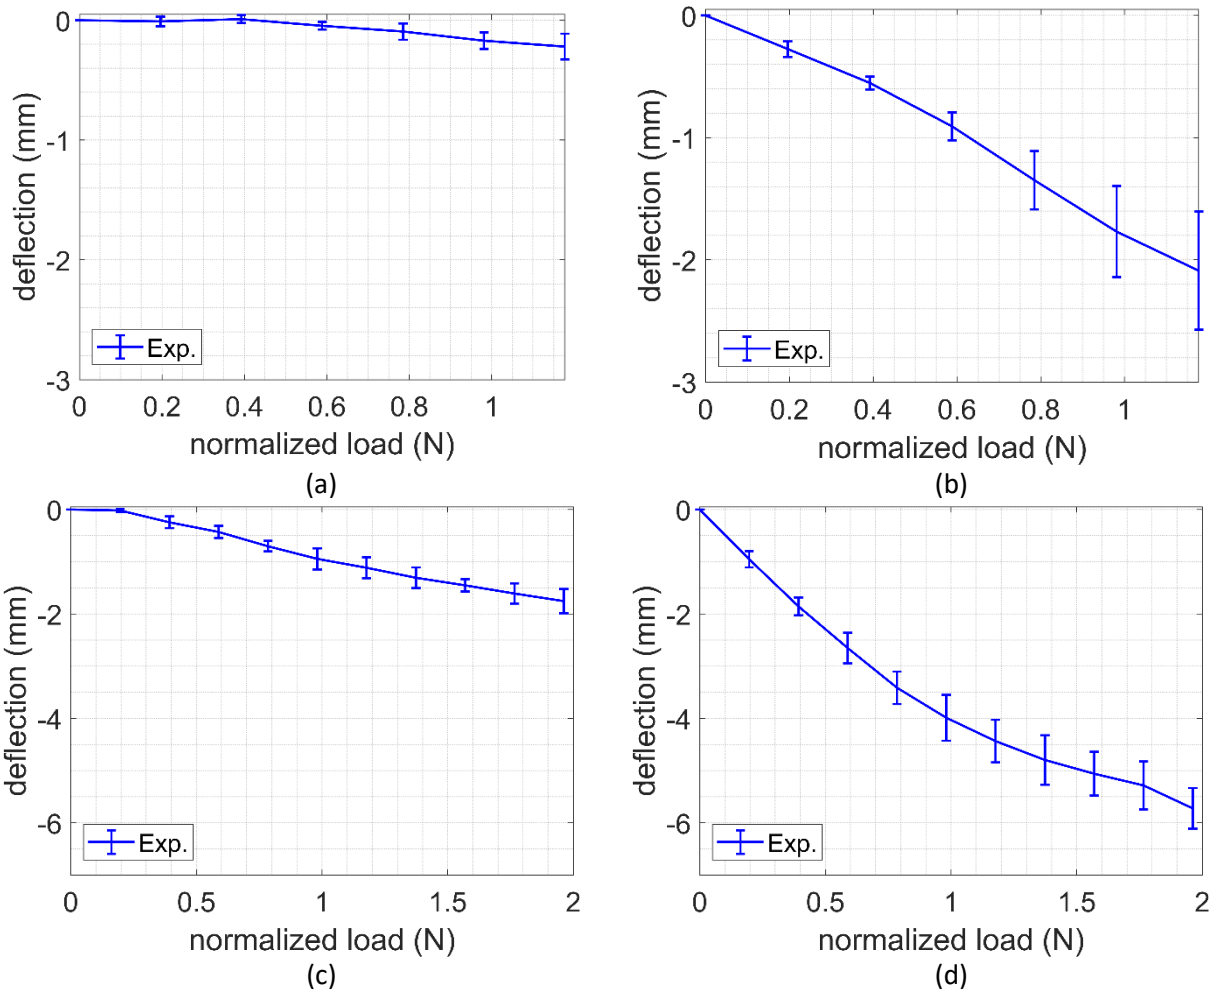 0
-1
-2
-3
deflection (mm)
Exp.
0 0.2 0.4 0.6 0.8 1
normalized load (N)
(a)
0
-1
-2
-3
deflection (mm)
Exp.
0 0.2 0.4 0.6 0.8 1
normalized load (N)
(b)
0
-2
-4
-6
deflection (mm)
Exp.
0 0.5 1 1.5 2
normalized load (N)
(c)
0
-2
-4
-6
deflection (mm)
Exp.
0 0.5 1 1.5 2
normalized load (N)
(d)